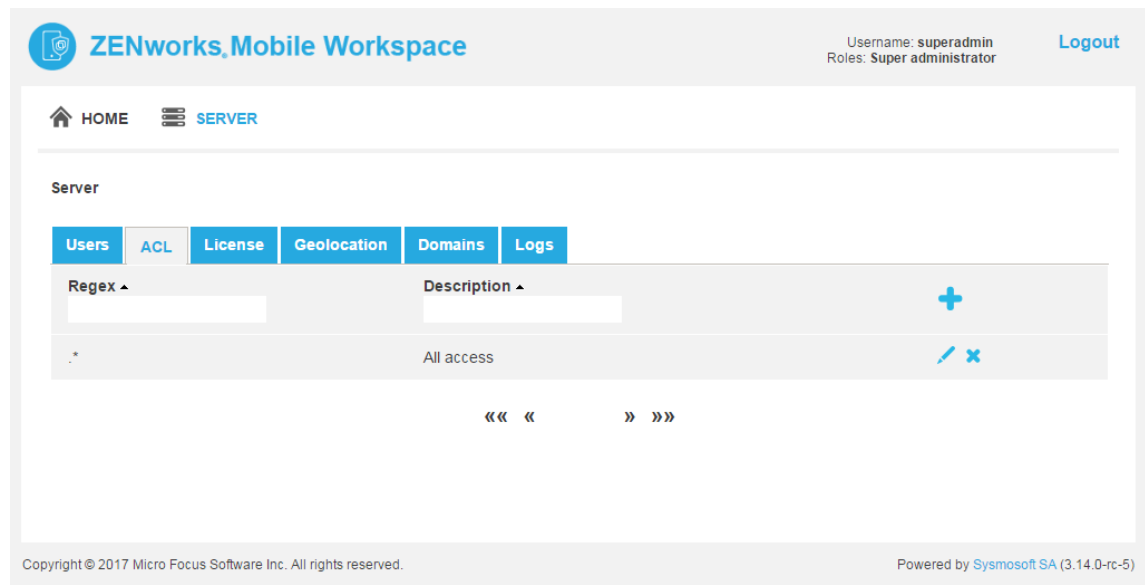 ZENworks® Mobile Workspace
Username: superadmin
Roles: Super administrator
Logout
HOME SERVER
Server
Users ACL License Geolocation Domains Logs
Regex Description
.* All access
«« « » »»
Copyright © 2017 Micro Focus Software Inc. All rights reserved. Powered by Sysmosoft SA (3.14.0-rc-5)